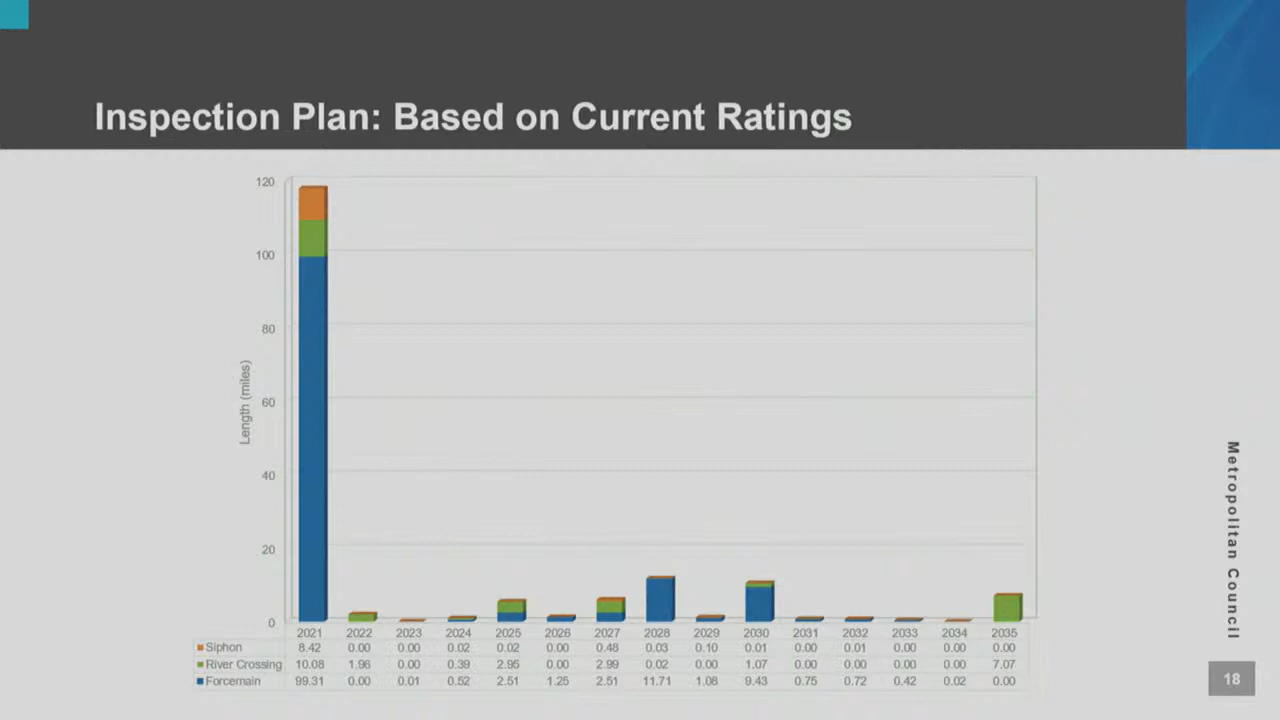 Inspection Plan: Based on Current Ratings
120
100
80
60
40
20
0
Length (miles)
2021 2022 2023 2024 2025 2026 2027 2028 2029 2030 2031 2032 2033 2034 2035
Siphon 8.42 0.00 0.00 0.02 0.02 0.00 0.48 0.03 0.10 0.01 0.00 0.01 0.00 0.00 0.00
River Crossing 10.08 1.96 0.00 0.39 2.95 0.00 2.99 0.02 0.00 1.07 0.00 0.00 0.00 0.00 7.07
Forcemain 99.31 0.00 0.01 0.52 2.51 1.25 2.51 11.71 1.08 9.43 0.75 0.72 0.42 0.02 0.00
Metropolitan Council
18